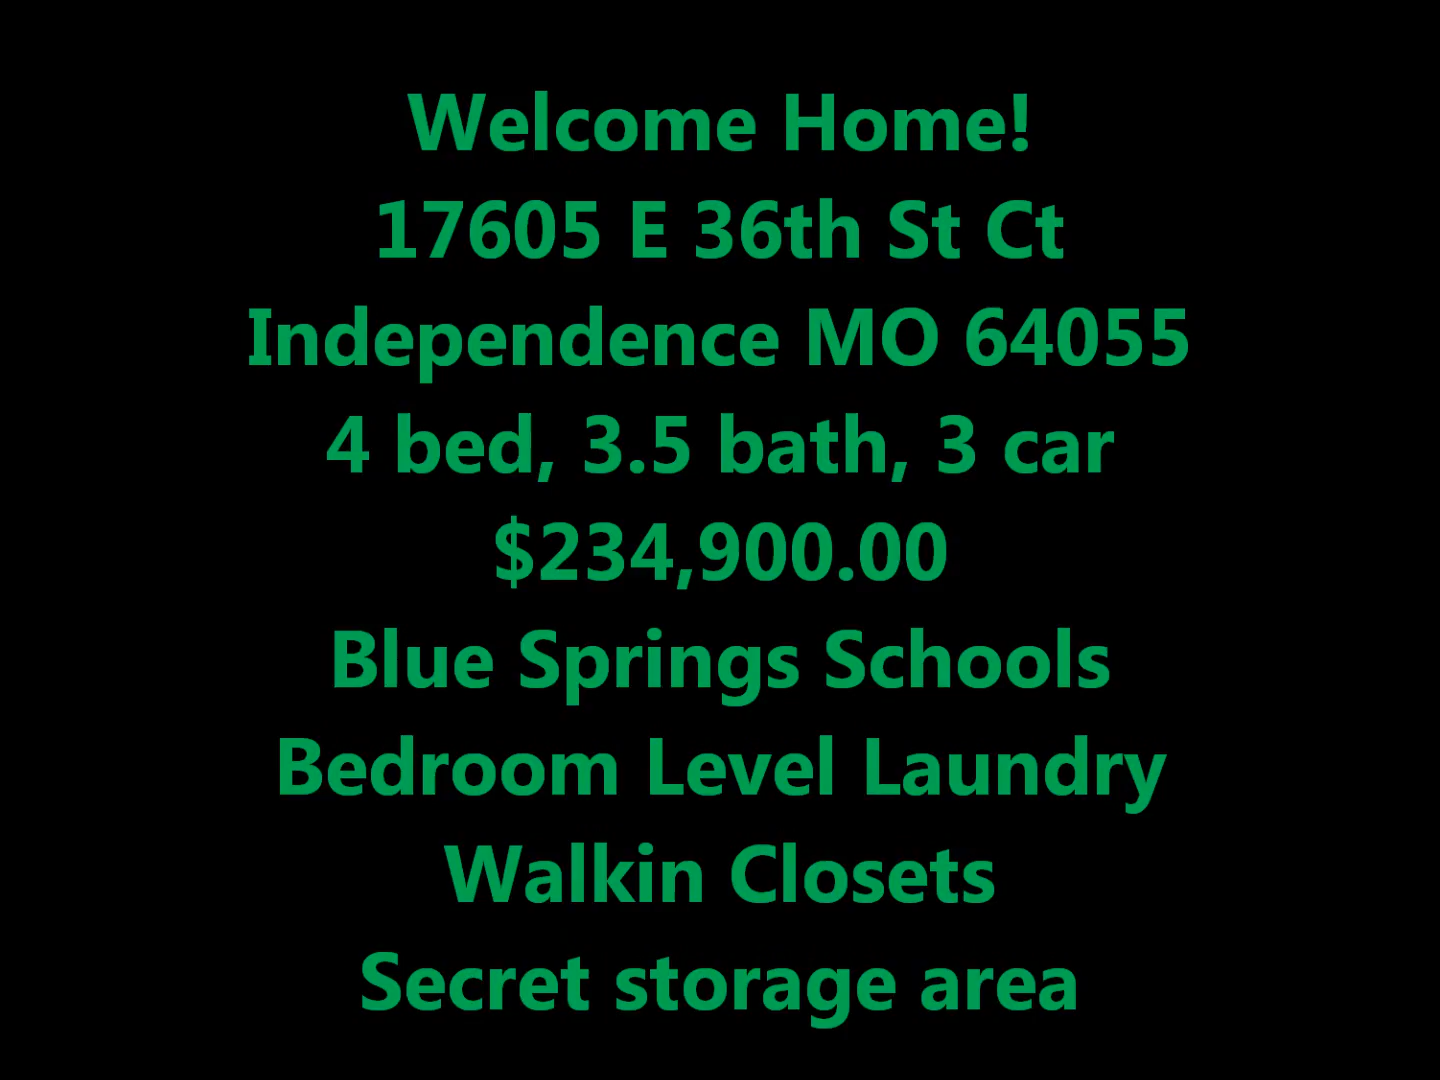 Welcome Home!
17605 E 36th St Ct
Independence MO 64055
4 bed, 3.5 bath, 3 car
$234,900.00
Blue Springs Schools
Bedroom Level Laundry
Walkin Closets
Secret storage area